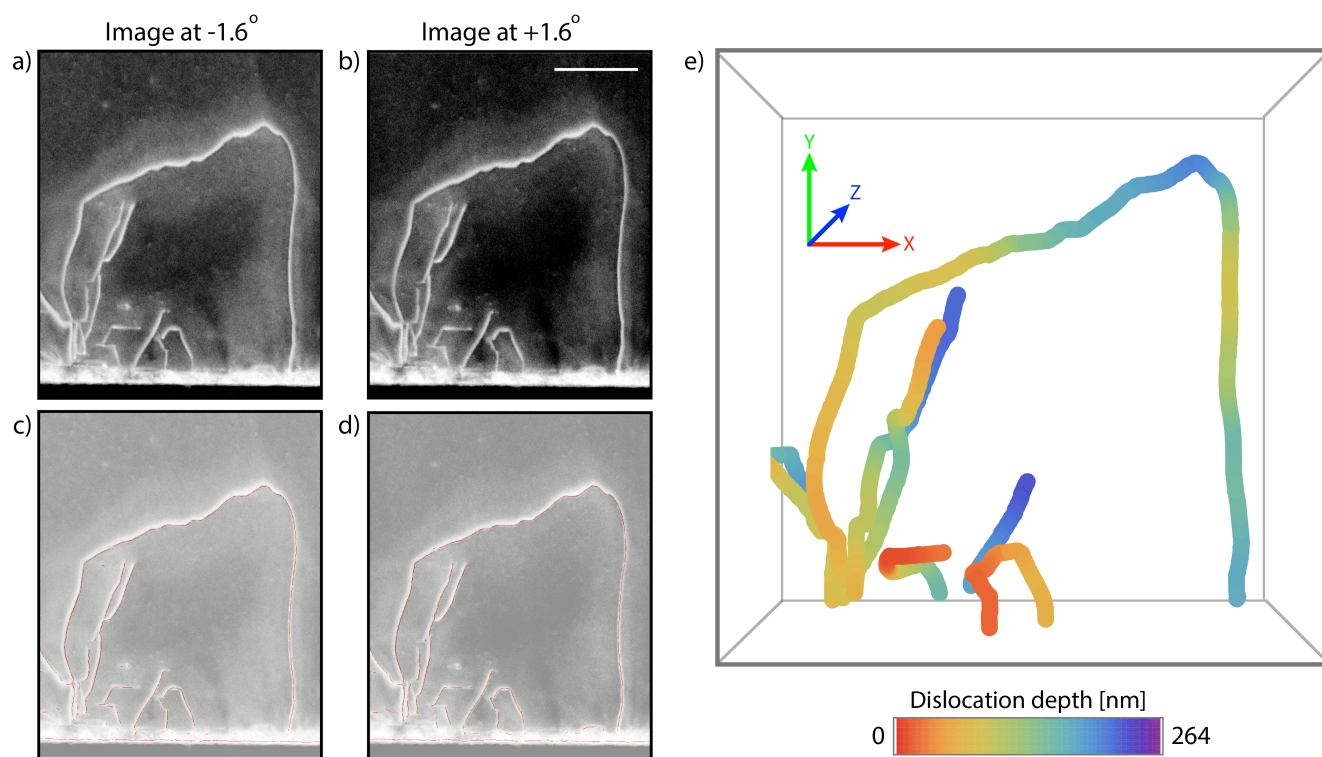 Image at -1.6°
Image at +1.6°
a)
b)
e)
Y
Z
X
c)
d)
Dislocation depth [nm]
0
264